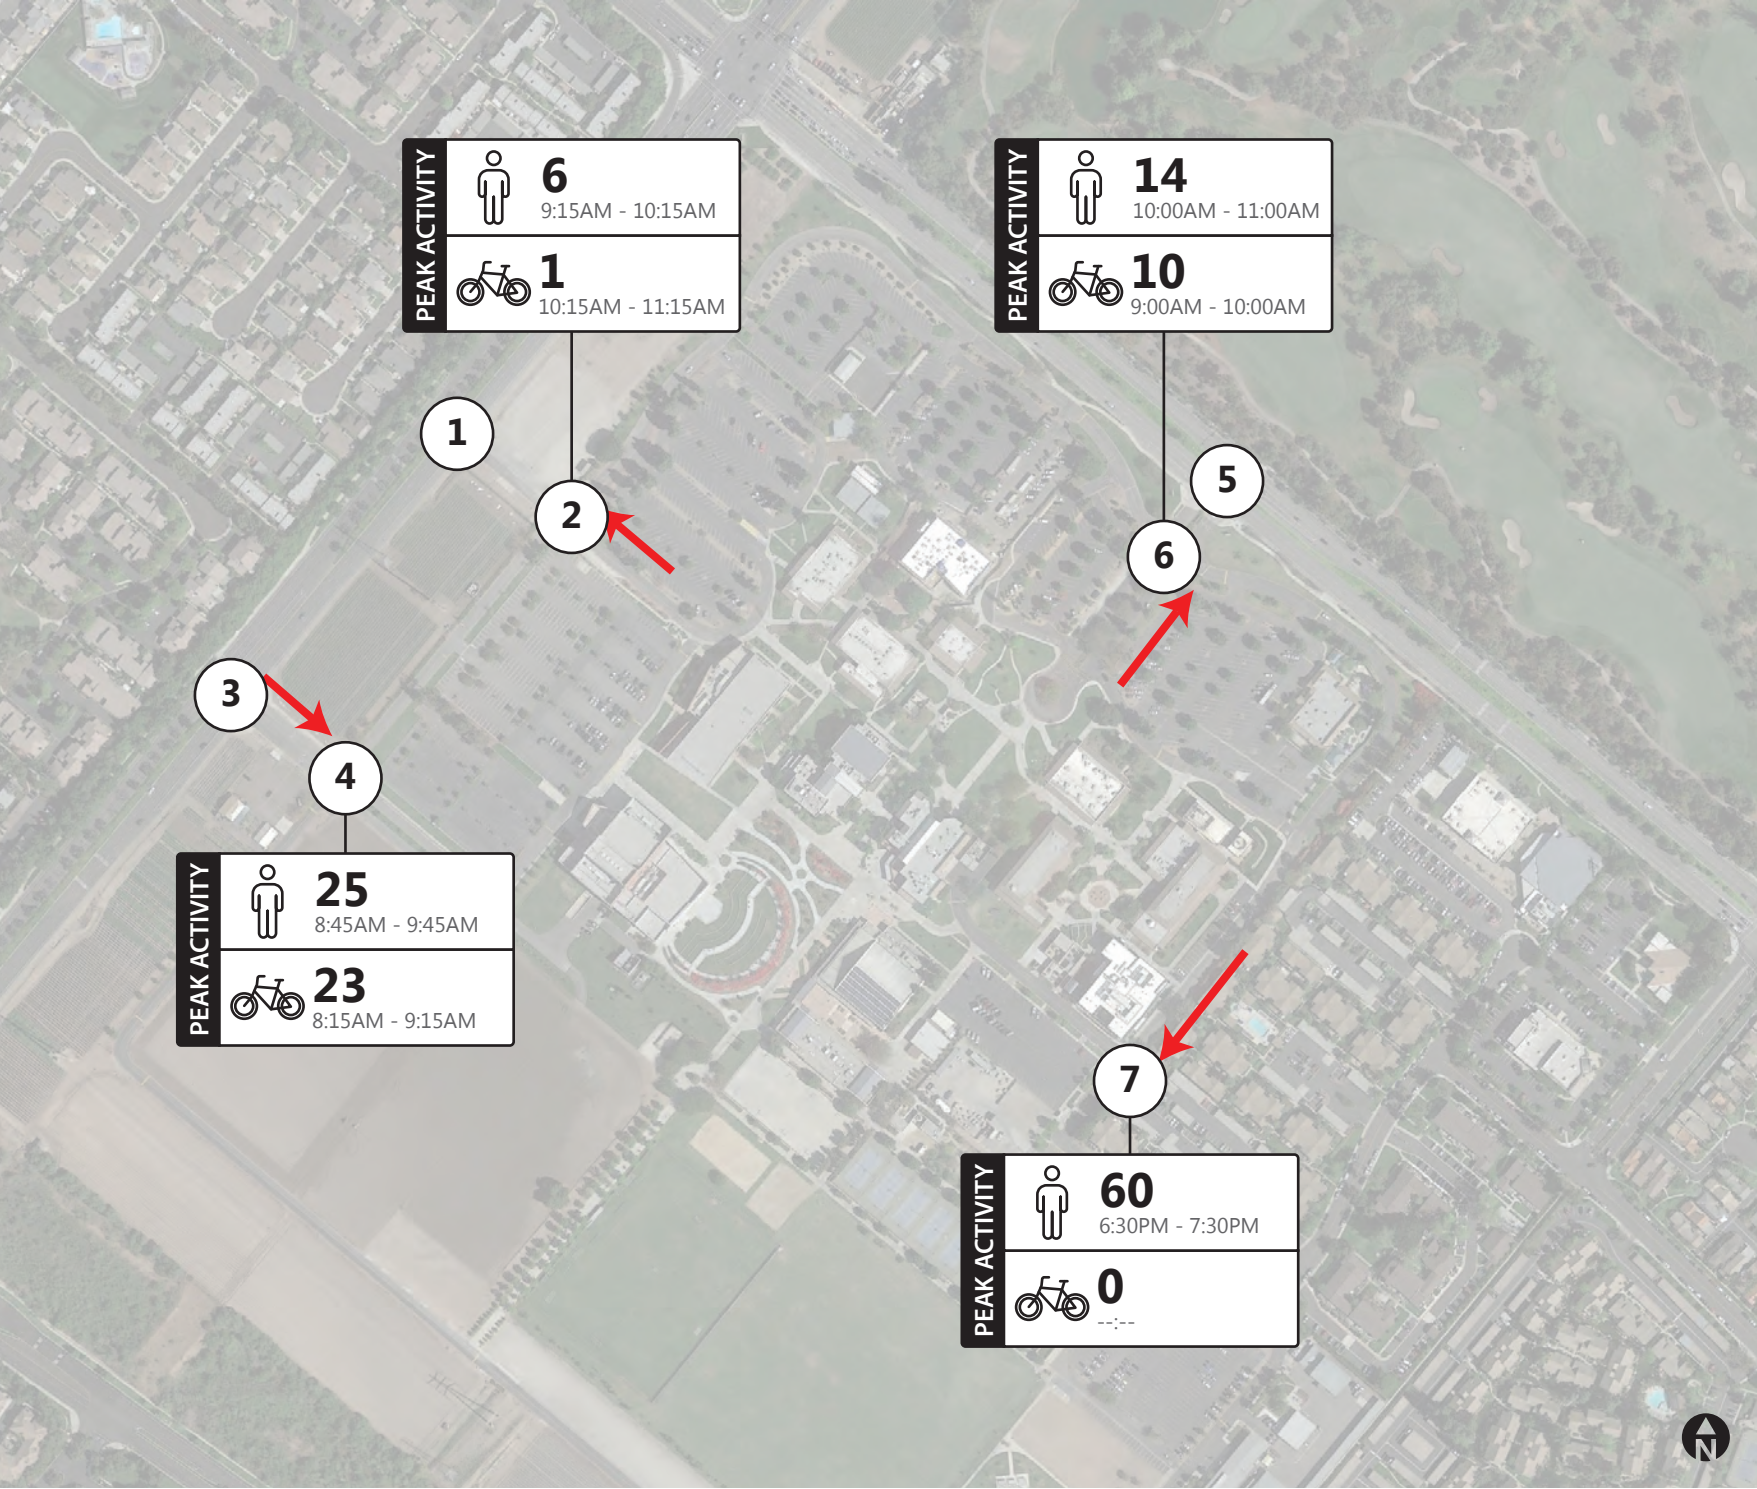 PEAK ACTIVITY
6
9:15AM - 10:15AM
1
10:15AM - 11:15AM
PEAK ACTIVITY
14
10:00AM - 11:00AM
10
9:00AM - 10:00AM
1
2
5
6
3
4
PEAK ACTIVITY
25
8:45AM - 9:45AM
23
8:15AM - 9:15AM
7
PEAK ACTIVITY
60
6:30PM - 7:30PM
0
--:--
N